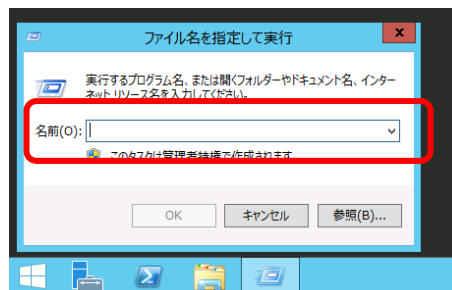 ファイル名を指定して実行
x
実行するプログラム名、または開くフォルダーやドキュメント名、インター
ネット リソース名を入力してください。
名前(O):
このタスクは管理者特権で作成されます。
OK
キャンセル
参照(B)...